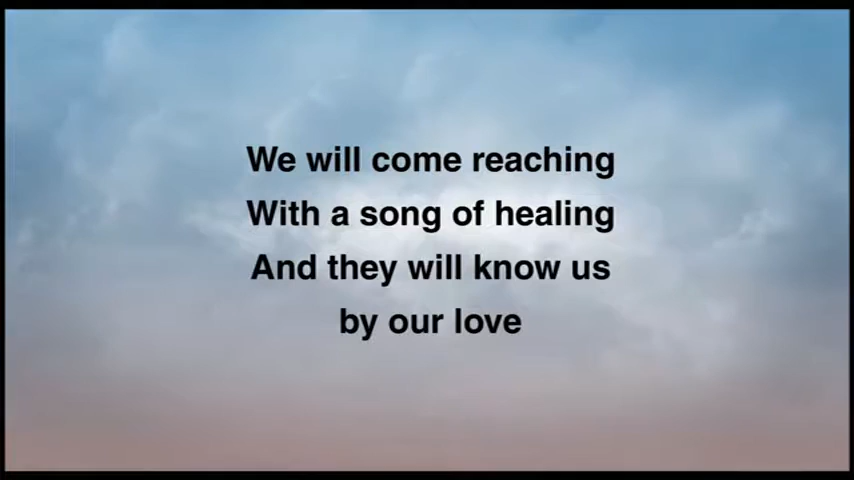 We will come reaching
With a song of healing
And they will know us
by our love